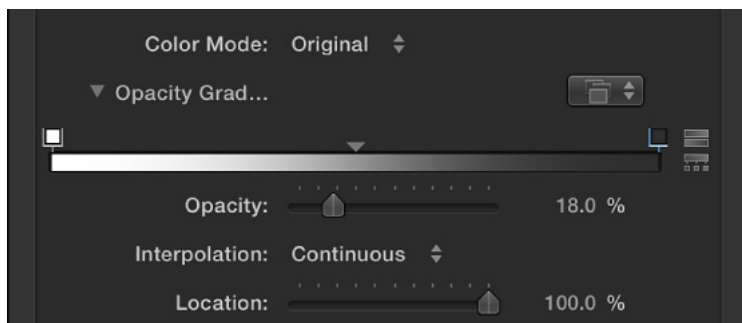 Color Mode: Original
Opacity Grad...
Opacity: 18.0 %
Interpolation: Continuous
Location: 100.0 %